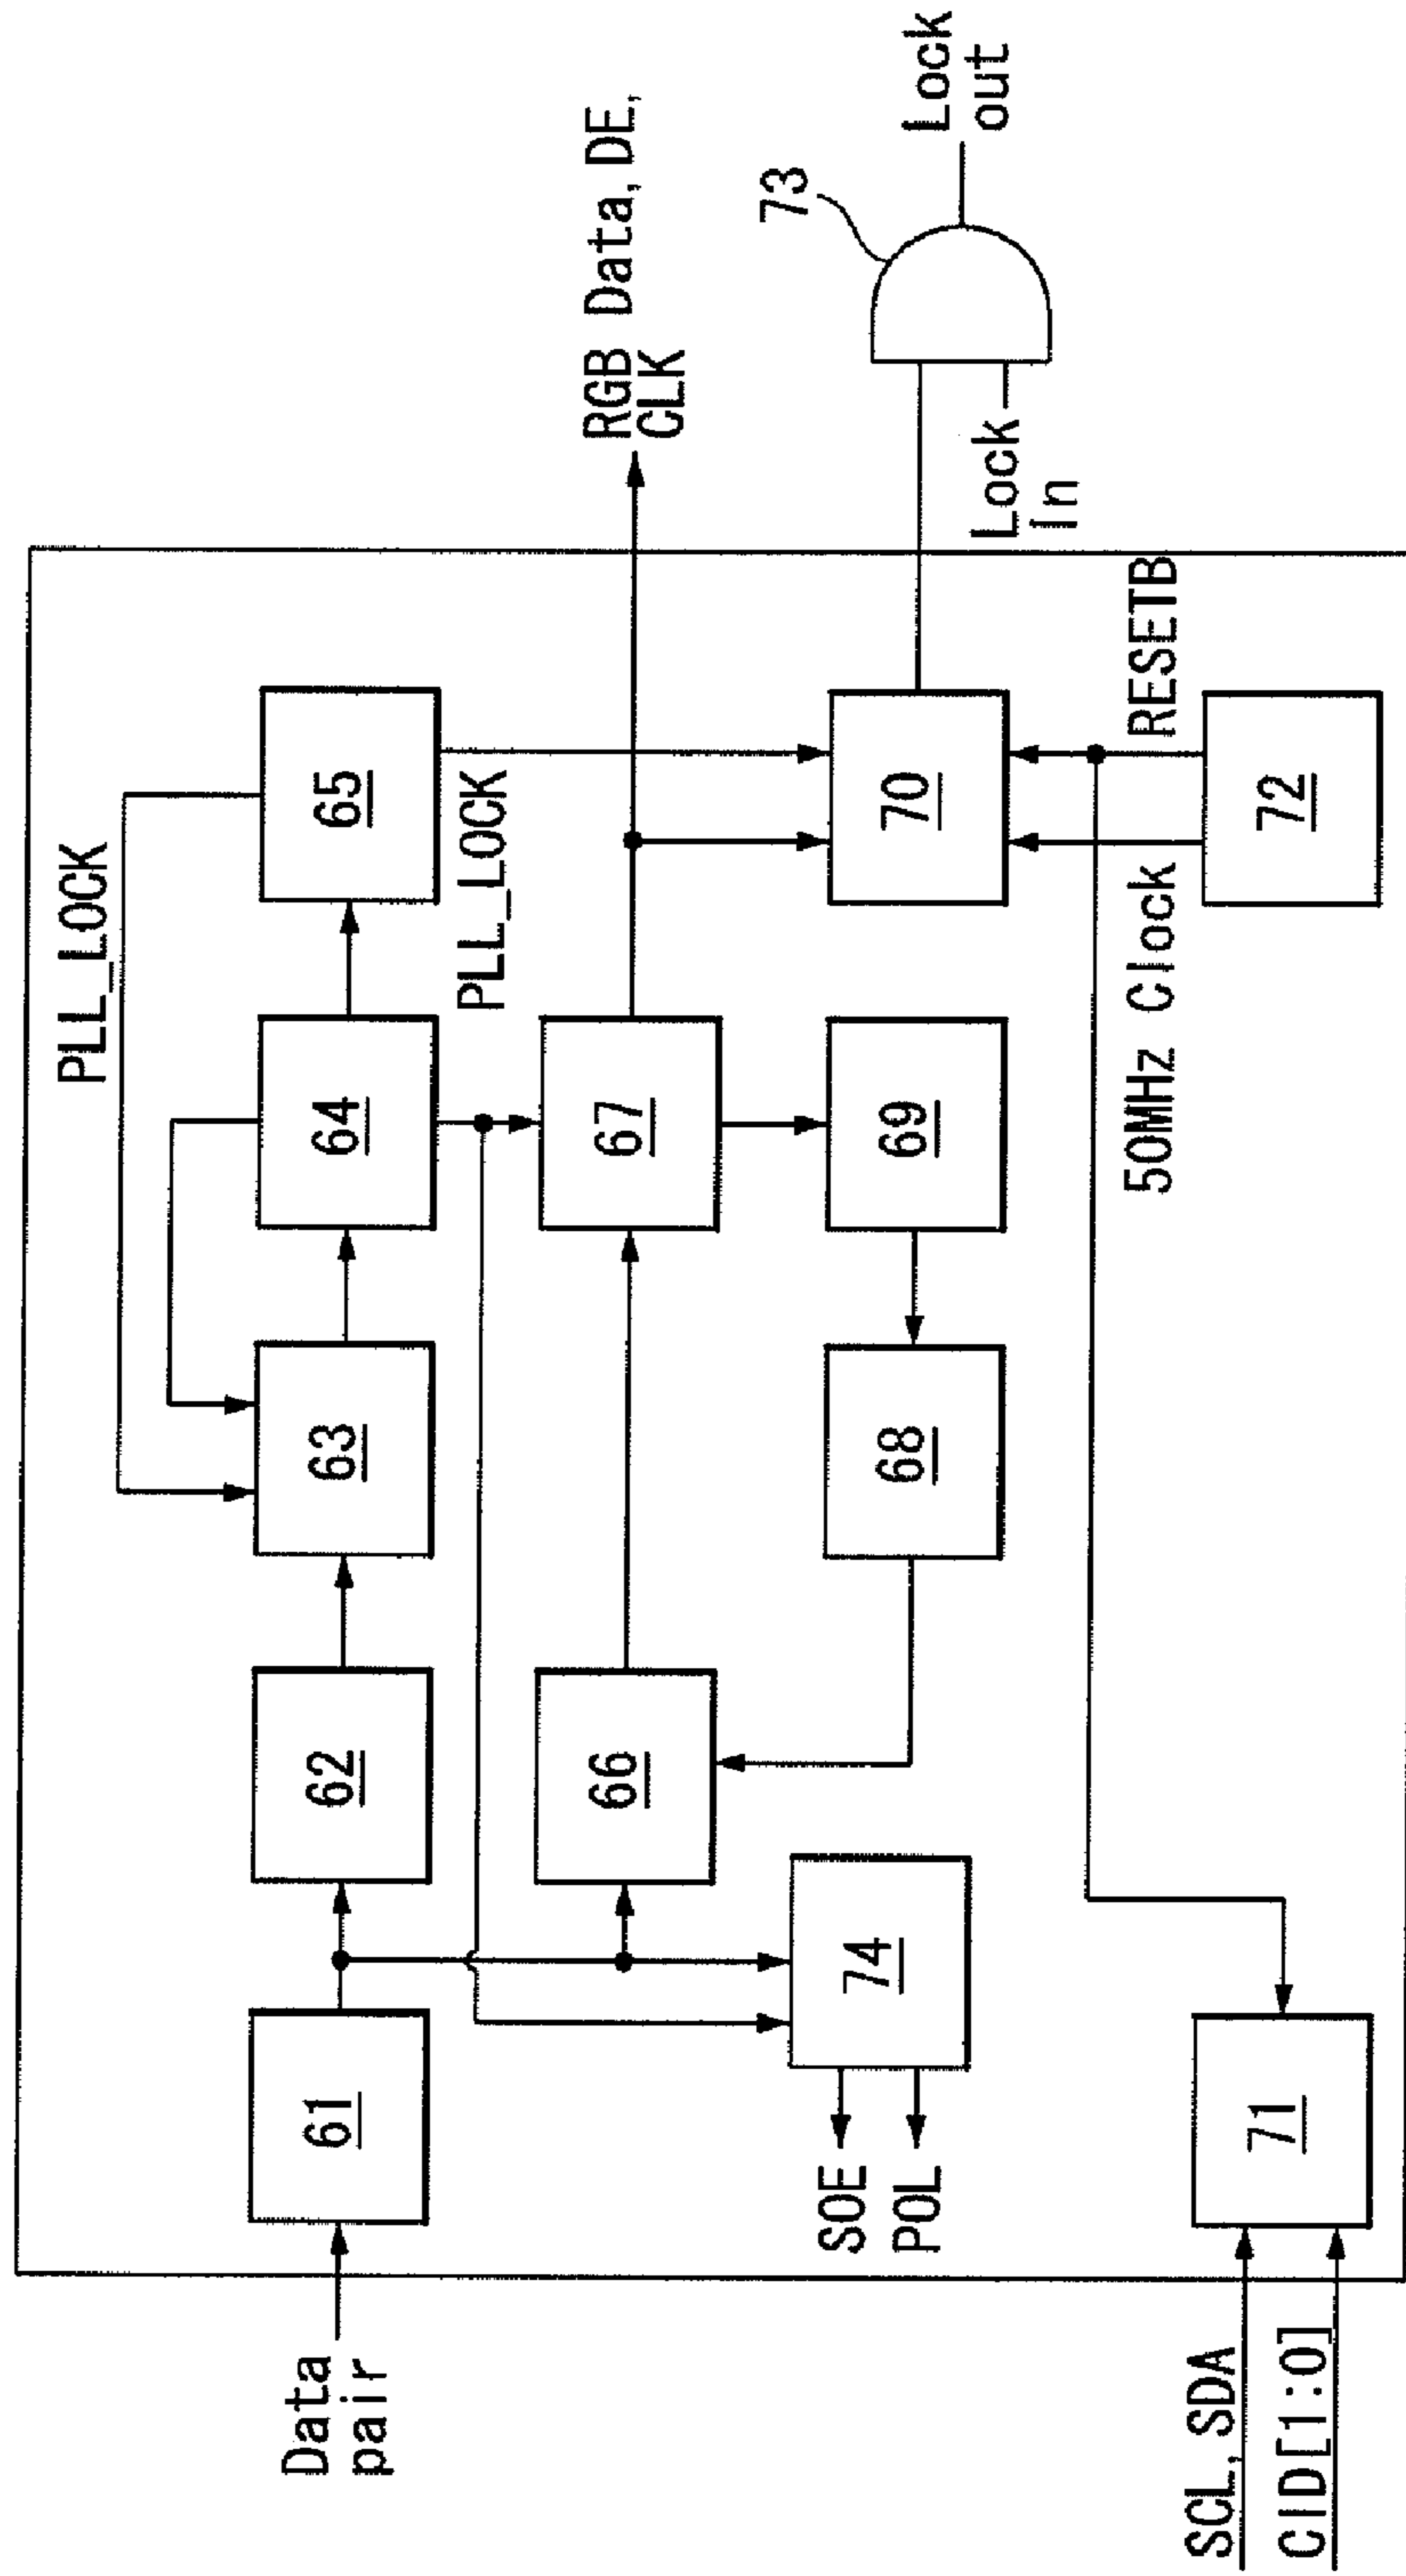 PLL_LOCK
Data
pair
61
62
63
64
65
PLL_LOCK
66
67
RGB Data, DE,
CLK
SOE
POL
74
68
69
70
73
Lock
out
Lock
In
50MHz Clock
RESETB
SCL, SDA
CID[1:0]
71
72